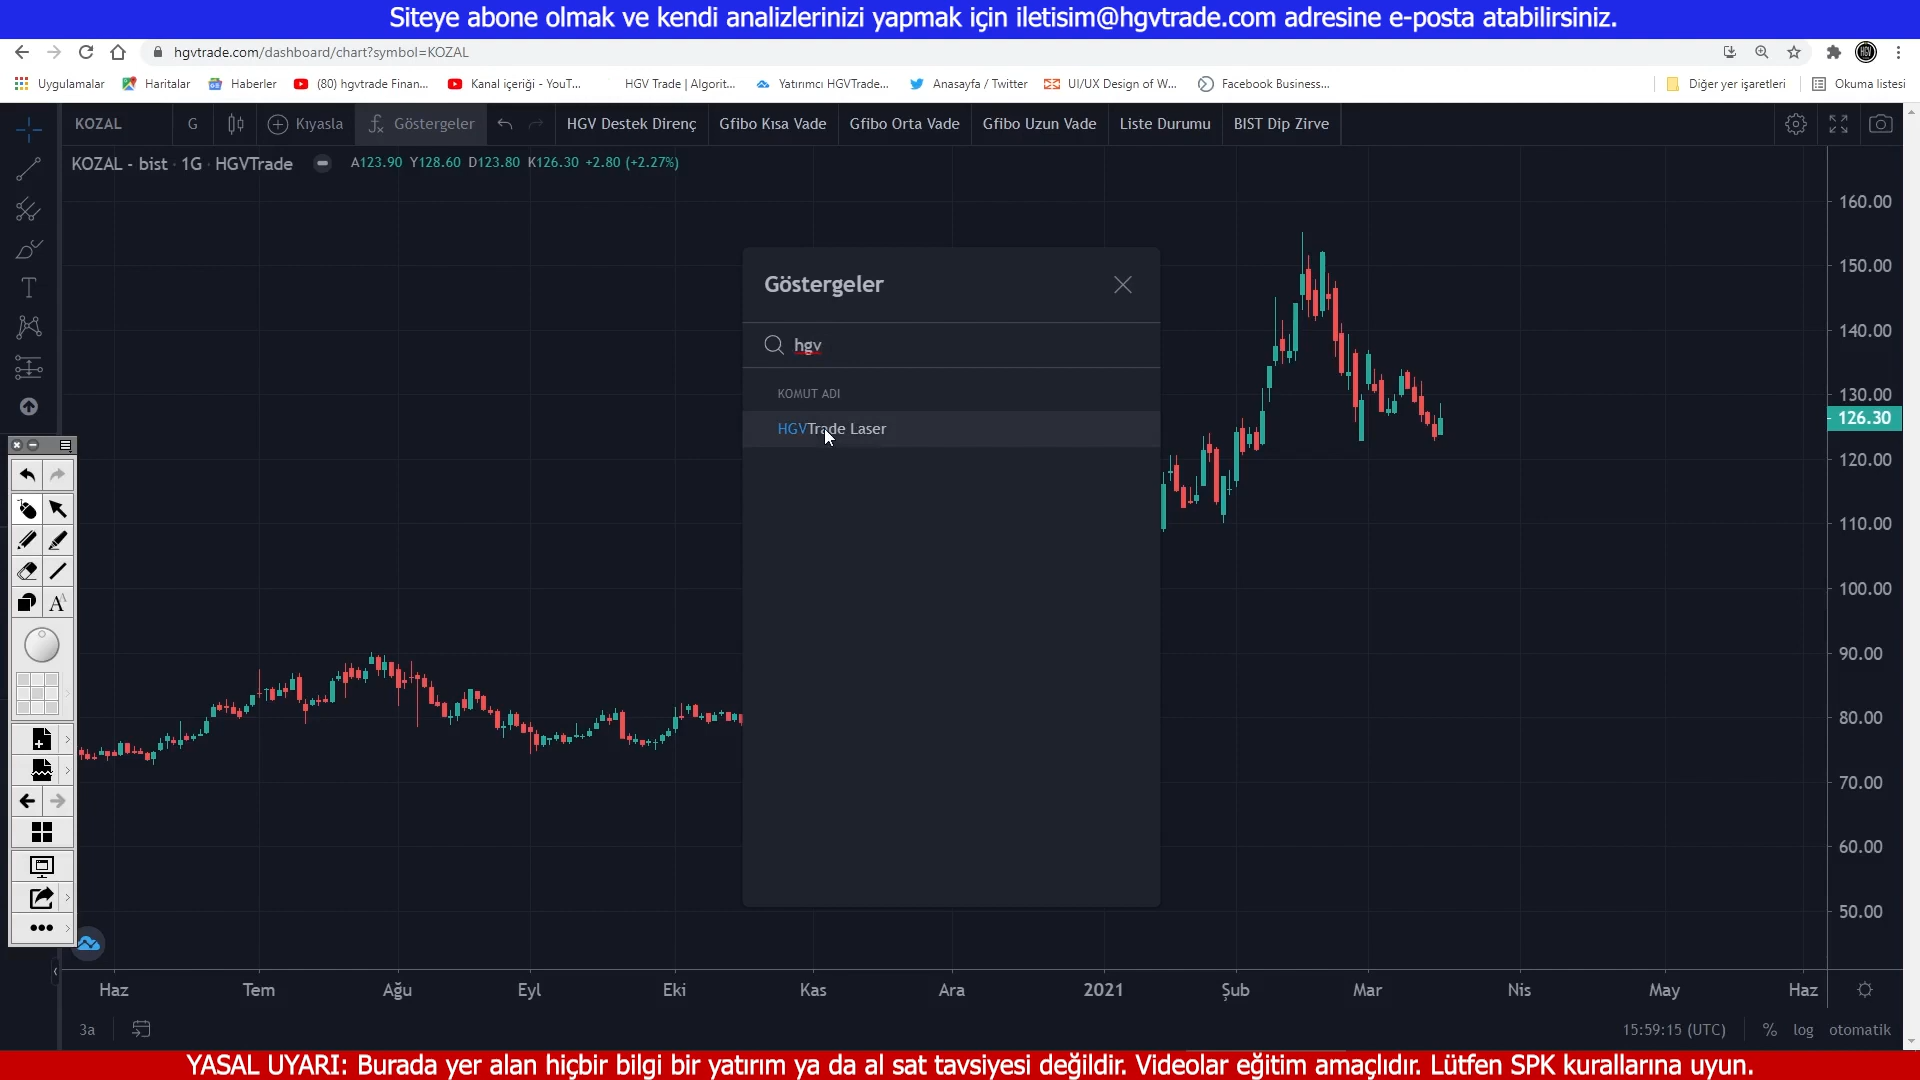 Siteye abone olmak ve kendi analizlerinizi yapmak için iletisim@hgvtrade.com adresine e-posta atabilirsiniz.
hgvtrade.com/dashboard/chart?symbol=KOZAL
Uygulamalar Haritalar Haberler (80) hgvtrade Finan... Kanal içeriği - YouT... HGV Trade | Algorit... Yatırımcı HGVTrade... Anasayfa / Twitter UI/UX Design of W... Facebook Business... Diğer yer işaretleri Okuma listesi
KOZAL G Kıyasla Göstergeler HGV Destek Direnç Gfibo Kısa Vade Gfibo Orta Vade Gfibo Uzun Vade Liste Durumu BIST Dip Zirve
KOZAL - bist · 1G · HGVTrade A123.90 Y128.60 D123.80 K126.30 +2.80 (+2.27%)
160.00
Göstergeler
150.00
140.00
hgv
130.00
KOMUT ADI
126.30
HGVTrade Laser
120.00
110.00
100.00
90.00
80.00
70.00
60.00
50.00
Haz Tem Ağu Eyl Eki Kas Ara 2021 Şub Mar Nis May Haz
3a 15:59:15 (UTC) % log otomatik
YASAL UYARI: Burada yer alan hiçbir bilgi bir yatırım ya da al sat tavsiyesi değildir. Videolar eğitim amaçlıdır. Lütfen SPK kurallarına uyun.